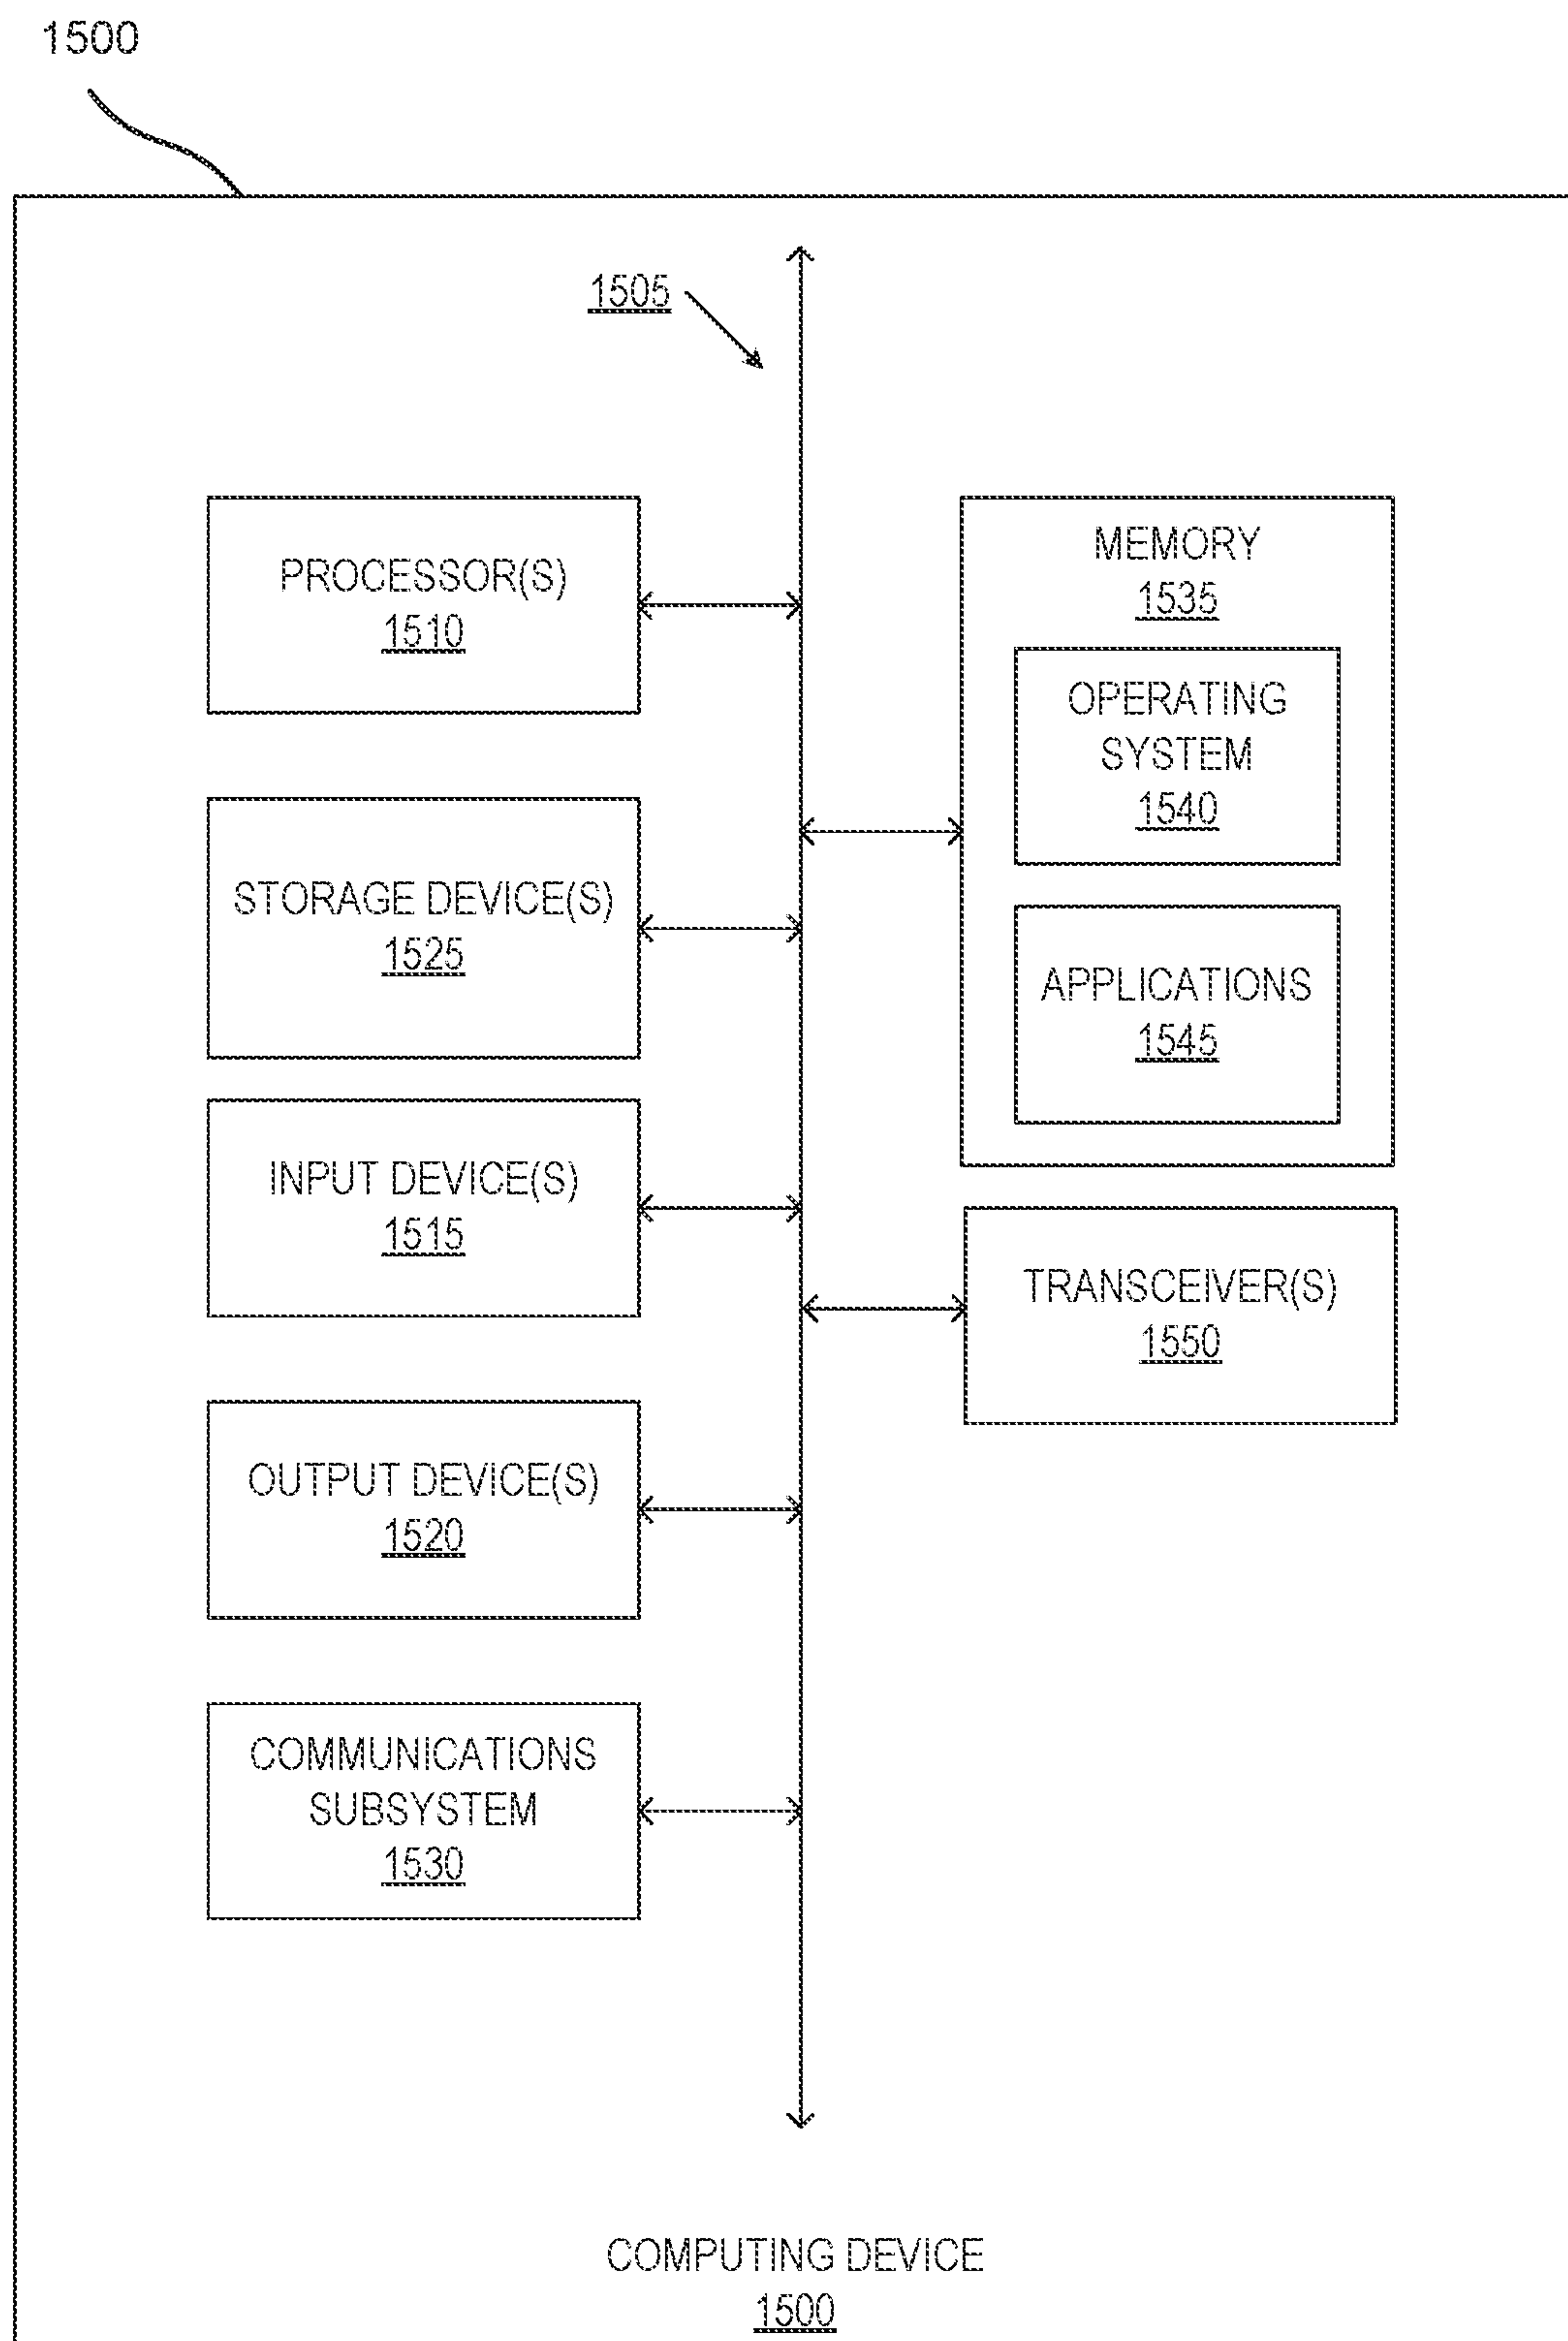 1500
1505
PROCESSOR(S)
1510
STORAGE DEVICE(S)
1525
INPUT DEVICE(S)
1515
OUTPUT DEVICE(S)
1520
COMMUNICATIONS
SUBSYSTEM
1530
MEMORY
1535
OPERATING
SYSTEM
1540
APPLICATIONS
1545
TRANSCEIVER(S)
1550
COMPUTING DEVICE
1500